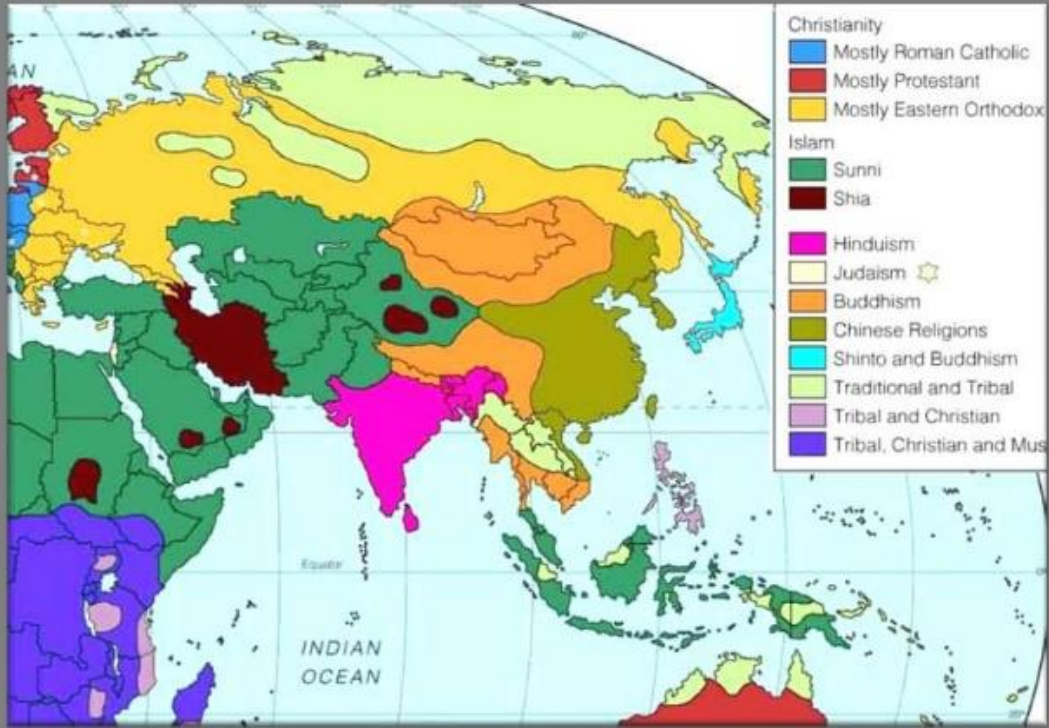 AN
Equator
INDIAN
OCEAN
Christianity
Mostly Roman Catholic
Mostly Protestant
Mostly Eastern Orthodox
Islam
Sunni
Shia
Hinduism
Judaism
Buddhism
Chinese Religions
Shinto and Buddhism
Traditional and Tribal
Tribal and Christian
Tribal, Christian and Mus